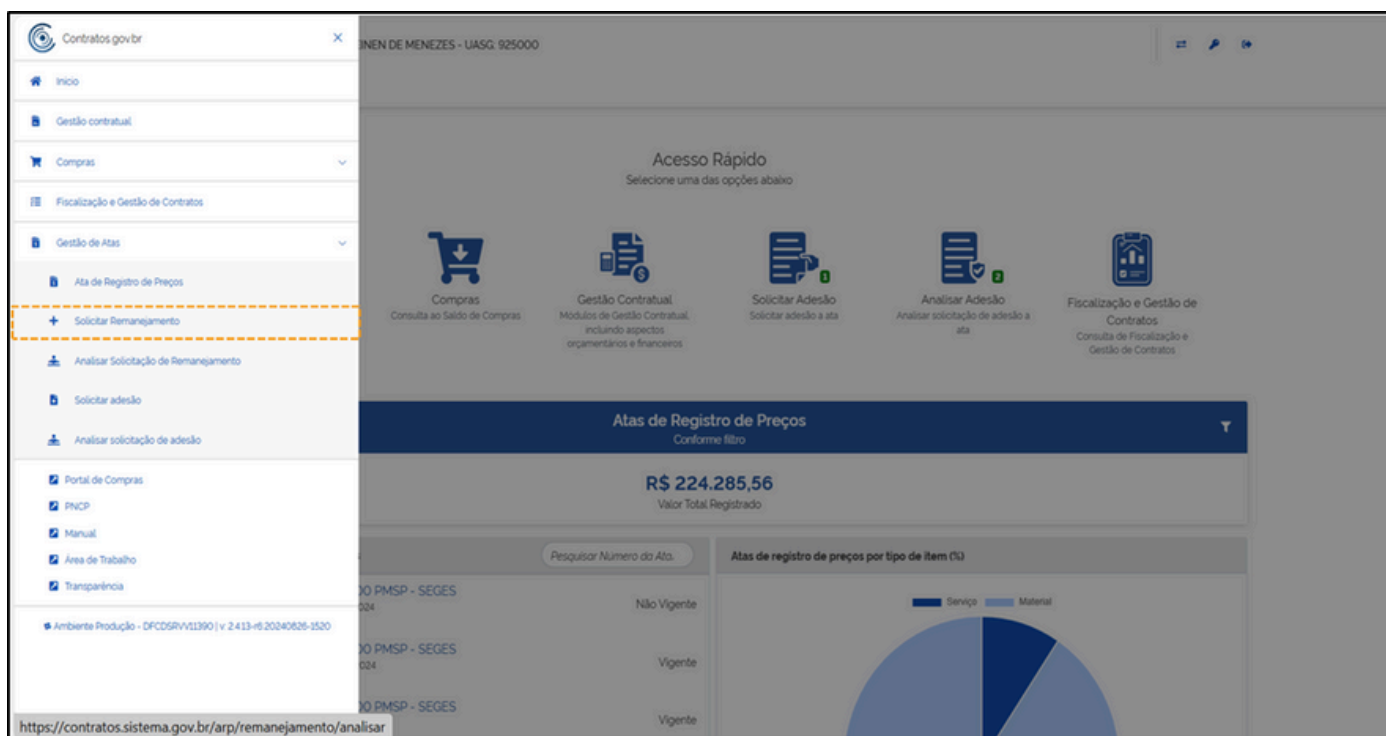 Contratos.gov.br
Início
Gestão contratual
Compras
Fiscalização e Gestão de Contratos
Gestão de Atas
Ata de Registro de Preços
Solicitar Remanejamento
Analisar Solicitação de Remanejamento
Solicitar adesão
Analisar solicitação de adesão
Portal de Compras
PNCP
Manual
Área de Trabalho
Transparência
Ambiente Produção - DFCDSRVV11390 | v. 2.413-r6.20240826-1520
https://contratos.sistema.gov.br/arp/remanejamento/analisar
INEN DE MENEZES - UASG: 925000
Acesso Rápido
Selecione uma das opções abaixo
Compras
Consulta ao Saldo de Compras
Gestão Contratual
Módulos de Gestão Contratual,
incluindo aspectos
orçamentários e financeiros
1
Solicitar Adesão
Solicitar adesão a ata
2
Analisar Adesão
Analisar solicitação de adesão a
ata
Fiscalização e Gestão de
Contratos
Consulta de Fiscalização e
Gestão de Contratos
Atas de Registro de Preços
Conforme filtro
R$ 224.285,56
Valor Total Registrado
Pesquisar Número da Ata.
DO PMSP - SEGES
024
Não Vigente
DO PMSP - SEGES
024
Vigente
DO PMSP - SEGES
Vigente
Atas de registro de preços por tipo de item (%)
Serviço Material